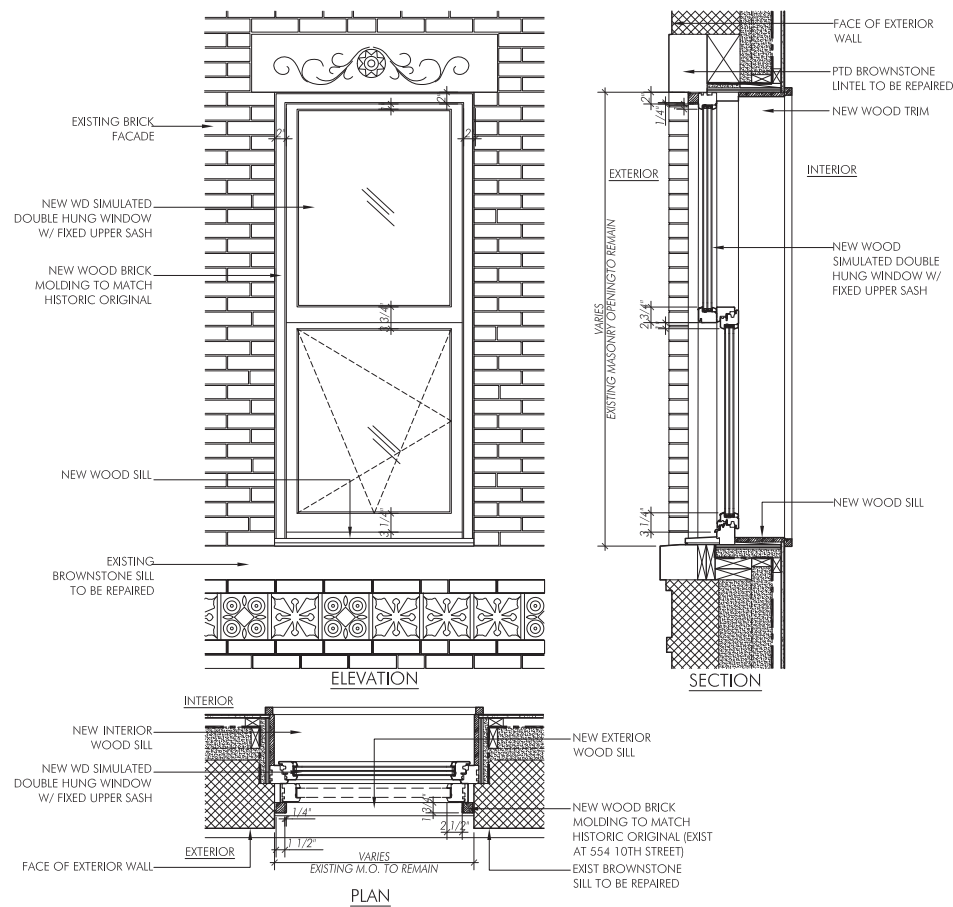 FACE OF EXTERIOR
WALL
PTD BROWNSTONE
LINTEL TO BE REPAIRED
NEW WOOD TRIM
EXTERIOR
INTERIOR
NEW WOOD
SIMULATED DOUBLE
HUNG WINDOW W/
FIXED UPPER SASH
NEW WOOD SILL
2"
1/4"
1"
VARIES
EXISTING MASONRY OPENINGTO REMAIN
2 3/4"
1"
3 1/4"
SECTION
EXISTING BRICK
FACADE
NEW WD SIMULATED
DOUBLE HUNG WINDOW
W/ FIXED UPPER SASH
NEW WOOD BRICK
MOLDING TO MATCH
HISTORIC ORIGINAL
NEW WOOD SILL
EXISTING
BROWNSTONE SILL
TO BE REPAIRED
1"
2"
2"
2"
3 3/4"
3 1/4"
ELEVATION
INTERIOR
NEW INTERIOR
WOOD SILL
NEW WD SIMULATED
DOUBLE HUNG WINDOW
W/ FIXED UPPER SASH
FACE OF EXTERIOR WALL
EXTERIOR
1/4"
1 1/2"
1 3/4"
2 1/2"
VARIES
EXISTING M.O. TO REMAIN
NEW EXTERIOR
WOOD SILL
NEW WOOD BRICK
MOLDING TO MATCH
HISTORIC ORIGINAL (EXIST
AT 554 10TH STREET)
EXIST BROWNSTONE
SILL TO BE REPAIRED
PLAN